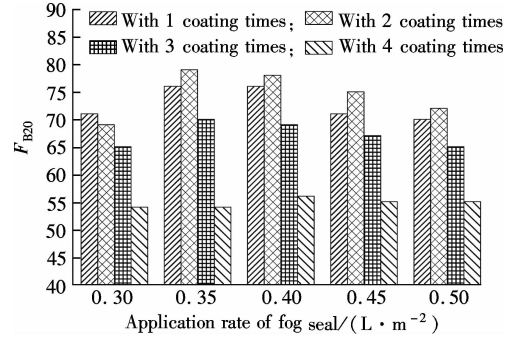 90
With 1 coating times; With 2 coating times
85
With 3 coating times; With 4 coating times
80
75
70
65
60
55
50
45
40
F_B20
0.30 0.35 0.40 0.45 0.50
Application rate of fog seal/(L·m⁻²)